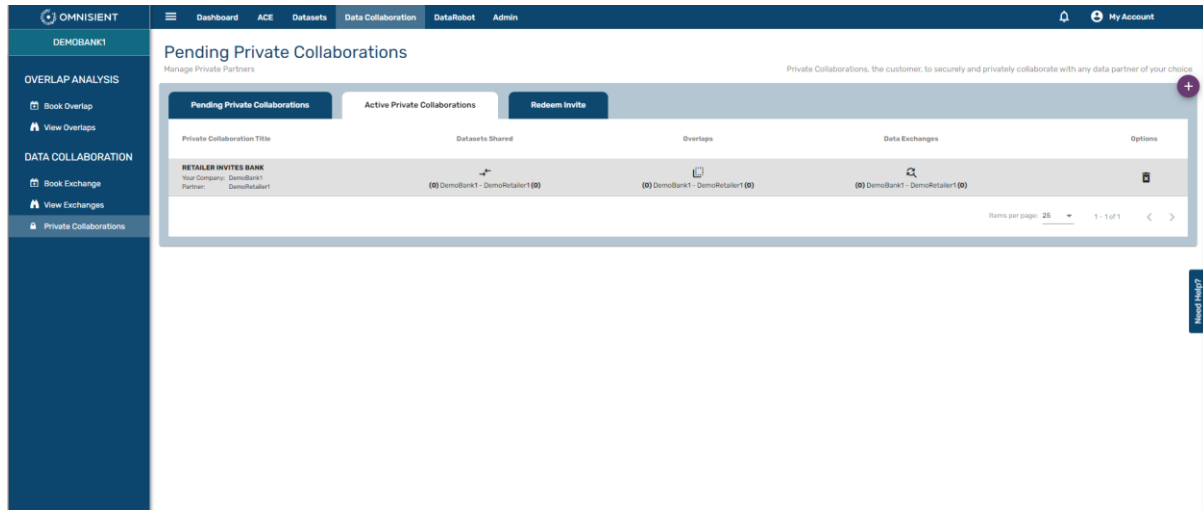 OMNISIENT
Dashboard ACE Datasets Data Collaboration DataRobot Admin My Account
DEMOBANK1
OVERLAP ANALYSIS
Book Overlap
View Overlaps
DATA COLLABORATION
Book Exchange
View Exchanges
Private Collaborations
Pending Private Collaborations
Manage Private Partners Private Collaborations, the customer, to securely and privately collaborate with any data partner of your choice
+
Pending Private Collaborations Active Private Collaborations Redeem Invite
Private Collaboration Title Datasets Shared Overlaps Data Exchanges Options
RETAILER INVITES BANK
Your Company: DemoBank1
Partner: DemoRetailer1
(0) DemoBank1 - DemoRetailer1 (0) (0) DemoBank1 - DemoRetailer1 (0) (0) DemoBank1 - DemoRetailer1 (0)
Items per page: 25 1 - 1 of 1
Need Help?